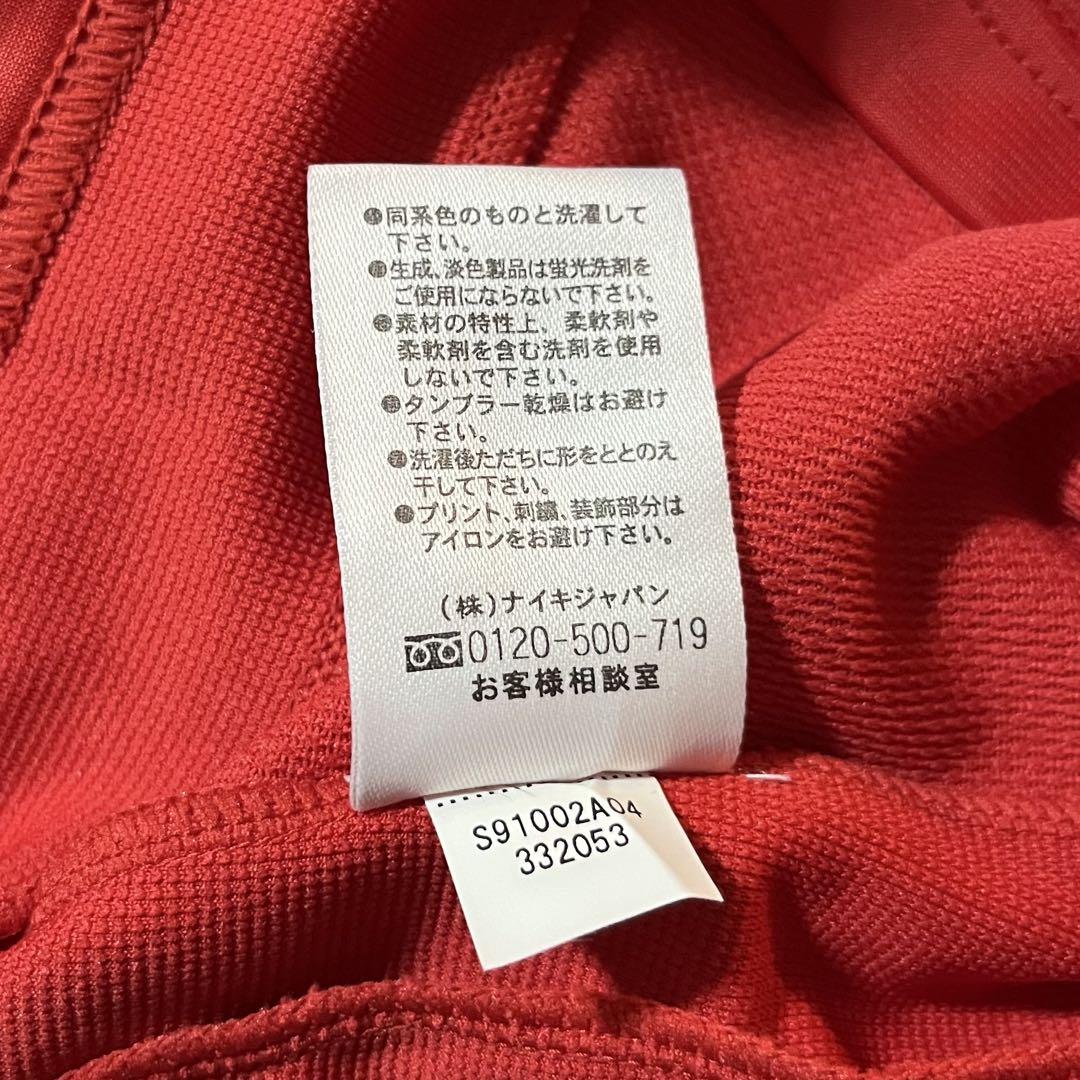 ●同系色のものと洗濯して
下さい。
●生成、淡色製品は蛍光洗剤を
ご使用にならないで下さい。
●素材の特性上、柔軟剤や
柔軟剤を含む洗剤を使用
しないで下さい。
●タンブラー乾燥はお避け
下さい。
●洗濯後ただちに形をととのえ
干して下さい。
●プリント、刺繍、装飾部分は
アイロンをお避け下さい。
(株)ナイキジャパン
0120-500-719
お客様相談室
S91002A04
332053